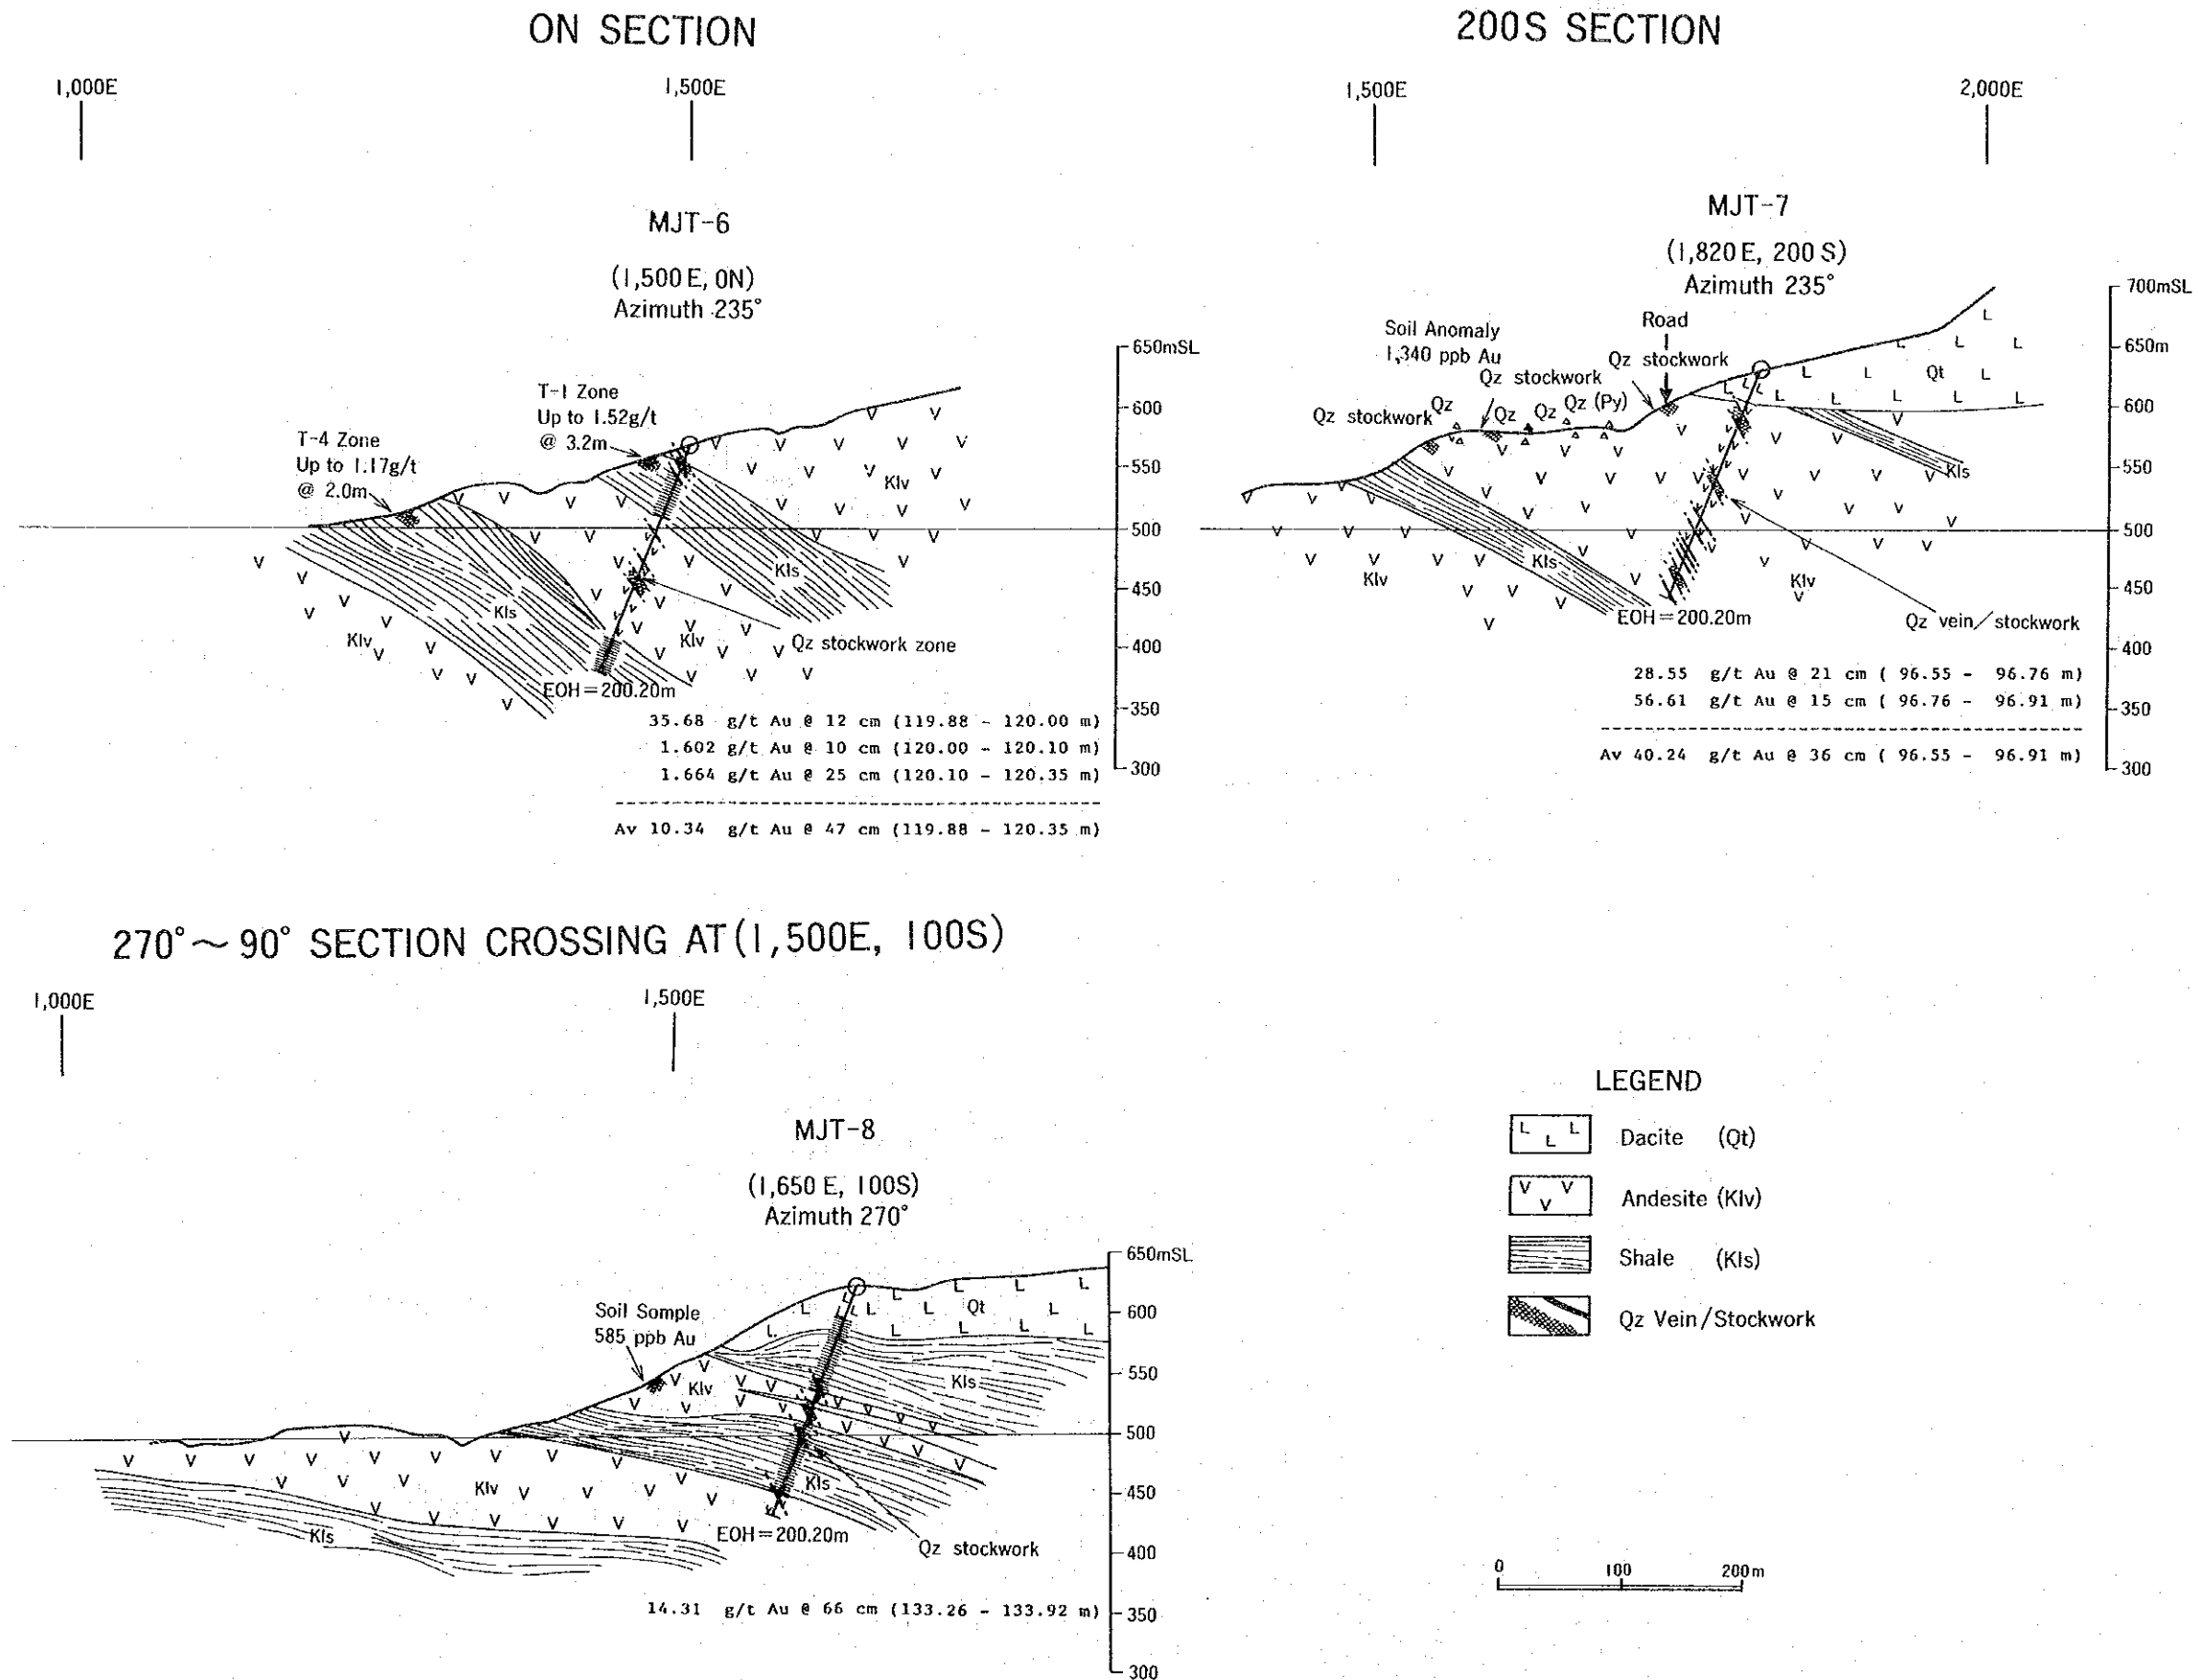 ON SECTION
1,000E
1,500E
MJT-6
(1,500 E, 0N)
Azimuth 235°
T-1 Zone
Up to 1.52g/t
@ 3.2m
T-4 Zone
Up to 1.17g/t
@ 2.0m
650mSL
600
550
500
450
400
350
300
Klv
Kls
Kls
Klv
Klv
Qz stockwork zone
EOH=200.20m
35.68 g/t Au @ 12 cm (119.88 - 120.00 m)
1.602 g/t Au @ 10 cm (120.00 - 120.10 m)
1.664 g/t Au @ 25 cm (120.10 - 120.35 m)
Av 10.34 g/t Au @ 47 cm (119.88 - 120.35 m)
200S SECTION
1,500E
2,000E
MJT-7
(1,820 E, 200 S)
Azimuth 235°
Soil Anomaly
1,340 ppb Au
Road
Qz stockwork
Qz stockwork
Qz stockwork
Qz
Qz
Qz
Qz (Py)
700mSL
650m
600
550
500
450
400
350
300
Qt
Kls
Kls
Klv
Klv
EOH=200.20m
Qz vein/stockwork
28.55 g/t Au @ 21 cm ( 96.55 - 96.76 m)
56.61 g/t Au @ 15 cm ( 96.76 - 96.91 m)
Av 40.24 g/t Au @ 36 cm ( 96.55 - 96.91 m)
270°~90° SECTION CROSSING AT (1,500E, 100S)
1,000E
1,500E
MJT-8
(1,650 E, 100S)
Azimuth 270°
Soil Somple
585 ppb Au
650mSL
600
550
500
450
400
350
300
Qt
Kls
Klv
Kls
Klv
Kls
EOH=200.20m
Qz stockwork
14.31 g/t Au @ 66 cm (133.26 - 133.92 m)
LEGEND
L L L Dacite (Qt)
V V V Andesite (Klv)
Shale (Kls)
Qz Vein/Stockwork
0 100 200m